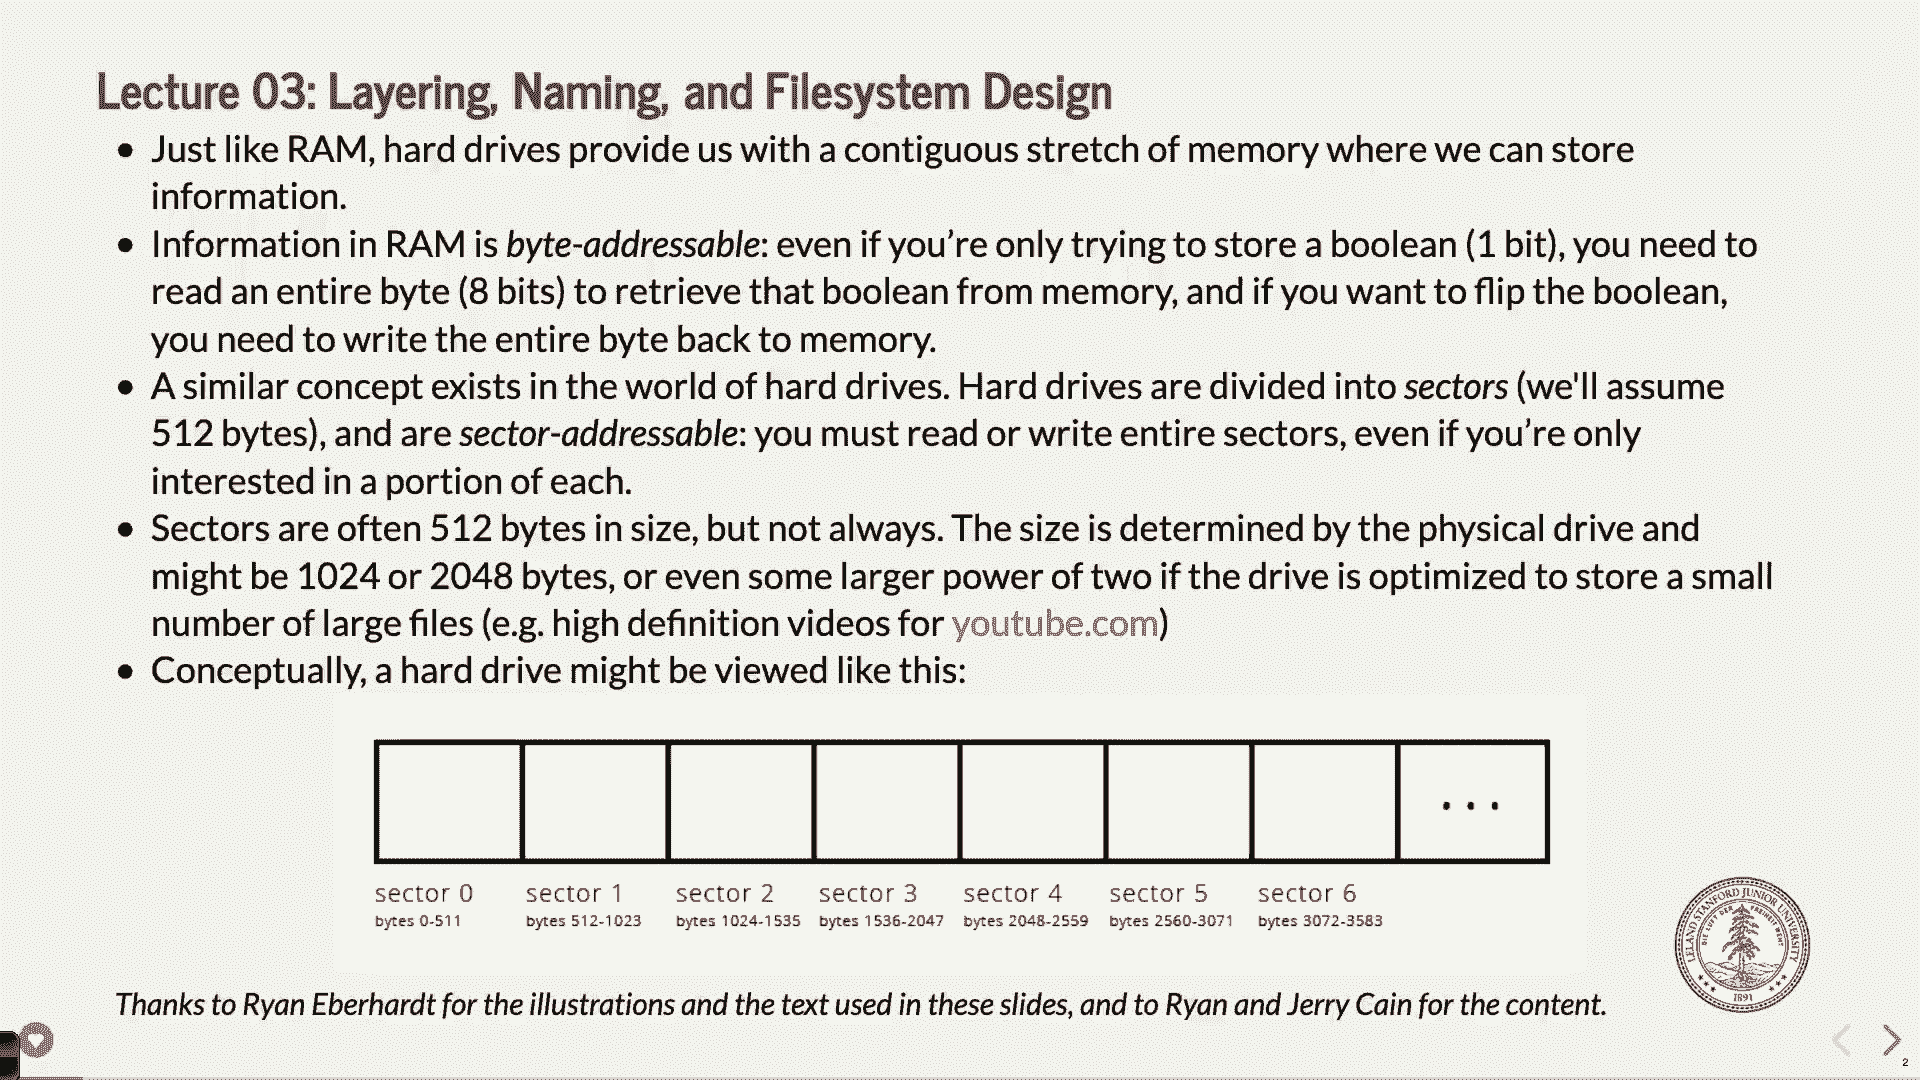 Lecture 03: Layering, Naming, and Filesystem Design
• Just like RAM, hard drives provide us with a contiguous stretch of memory where we can store
information.
• Information in RAM is byte-addressable: even if you’re only trying to store a boolean (1 bit), you need to
read an entire byte (8 bits) to retrieve that boolean from memory, and if you want to flip the boolean,
you need to write the entire byte back to memory.
• A similar concept exists in the world of hard drives. Hard drives are divided into sectors (we'll assume
512 bytes), and are sector-addressable: you must read or write entire sectors, even if you’re only
interested in a portion of each.
• Sectors are often 512 bytes in size, but not always. The size is determined by the physical drive and
might be 1024 or 2048 bytes, or even some larger power of two if the drive is optimized to store a small
number of large files (e.g. high definition videos for youtube.com)
• Conceptually, a hard drive might be viewed like this:
. . .
sector 0 sector 1 sector 2 sector 3 sector 4 sector 5 sector 6
bytes 0-511 bytes 512-1023 bytes 1024-1535 bytes 1536-2047 bytes 2048-2559 bytes 2560-3071 bytes 3072-3583
LELAND STANFORD JUNIOR UNIVERSITY
DIE LUFT DER FREIHEIT WEHT
1891
Thanks to Ryan Eberhardt for the illustrations and the text used in these slides, and to Ryan and Jerry Cain for the content.
2